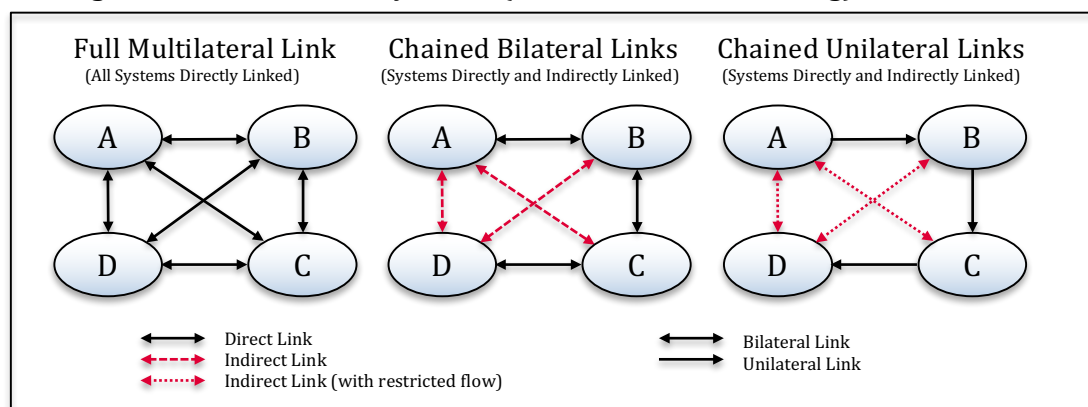 Full Multilateral Link
(All Systems Directly Linked)
Chained Bilateral Links
(Systems Directly and Indirectly Linked)
Chained Unilateral Links
(Systems Directly and Indirectly Linked)
A
B
D
C
A
B
D
C
A
B
D
C
Direct Link
Indirect Link
Indirect Link (with restricted flow)
Bilateral Link
Unilateral Link